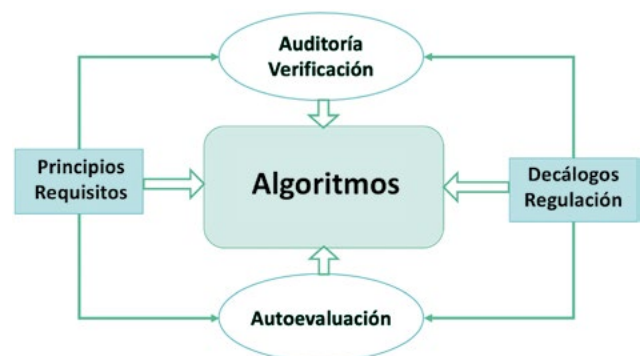 Auditoría
Verificación
Principios
Requisitos
Algoritmos
Decálogos
Regulación
Autoevaluación